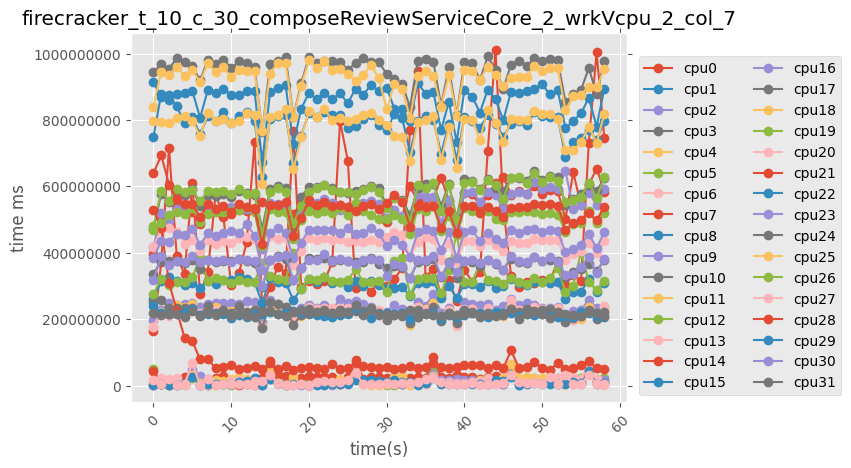 firecracker_t_10_c_30_composeReviewServiceCore_2_wrkVcpu_2_col_7
time ms
1000000000
800000000
600000000
400000000
200000000
0
0
10
20
30
40
50
60
time(s)
cpu0
cpu1
cpu2
cpu3
cpu4
cpu5
cpu6
cpu7
cpu8
cpu9
cpu10
cpu11
cpu12
cpu13
cpu14
cpu15
cpu16
cpu17
cpu18
cpu19
cpu20
cpu21
cpu22
cpu23
cpu24
cpu25
cpu26
cpu27
cpu28
cpu29
cpu30
cpu31